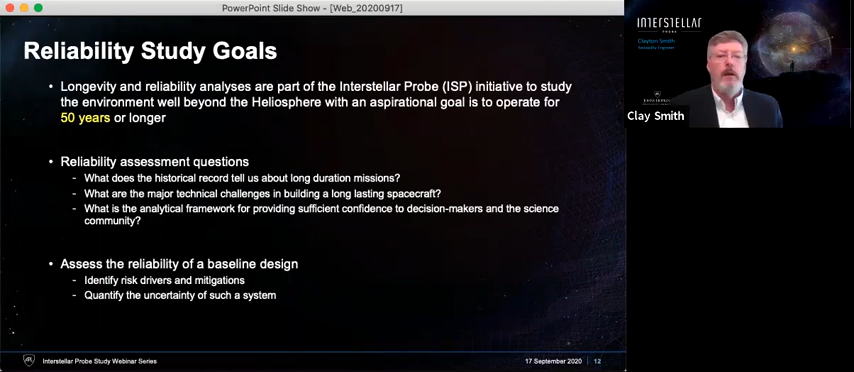 PowerPoint Slide Show - [Web_20200917]
Reliability Study Goals
• Longevity and reliability analyses are part of the Interstellar Probe (ISP) initiative to study
the environment well beyond the Heliosphere with an aspirational goal is to operate for
50 years or longer
• Reliability assessment questions
- What does the historical record tell us about long duration missions?
- What are the major technical challenges in building a long lasting spacecraft?
- What is the analytical framework for providing sufficient confidence to decision-makers and the science
community?
• Assess the reliability of a baseline design
- Identify risk drivers and mitigations
- Quantify the uncertainty of such a system
APL
Interstellar Probe Study Webinar Series
17 September 2020 | 12
INTERSTELLAR
PROBE
Clayton Smith
Reliability Engineer
Clay Smith